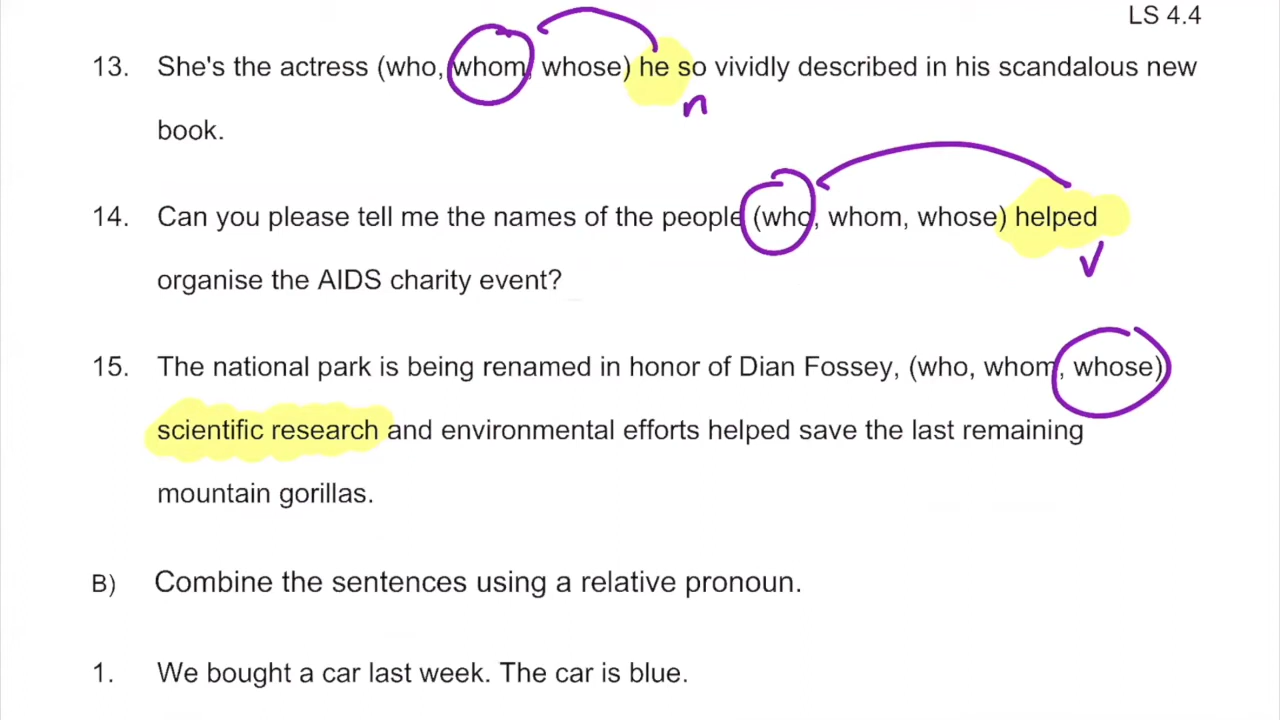 LS 4.4
13. She's the actress (who, whom, whose) he so vividly described in his scandalous new
n
book.
14. Can you please tell me the names of the people (who, whom, whose) helped
v
organise the AIDS charity event?
15. The national park is being renamed in honor of Dian Fossey, (who, whom, whose)
scientific research and environmental efforts helped save the last remaining
mountain gorillas.
B) Combine the sentences using a relative pronoun.
1. We bought a car last week. The car is blue.